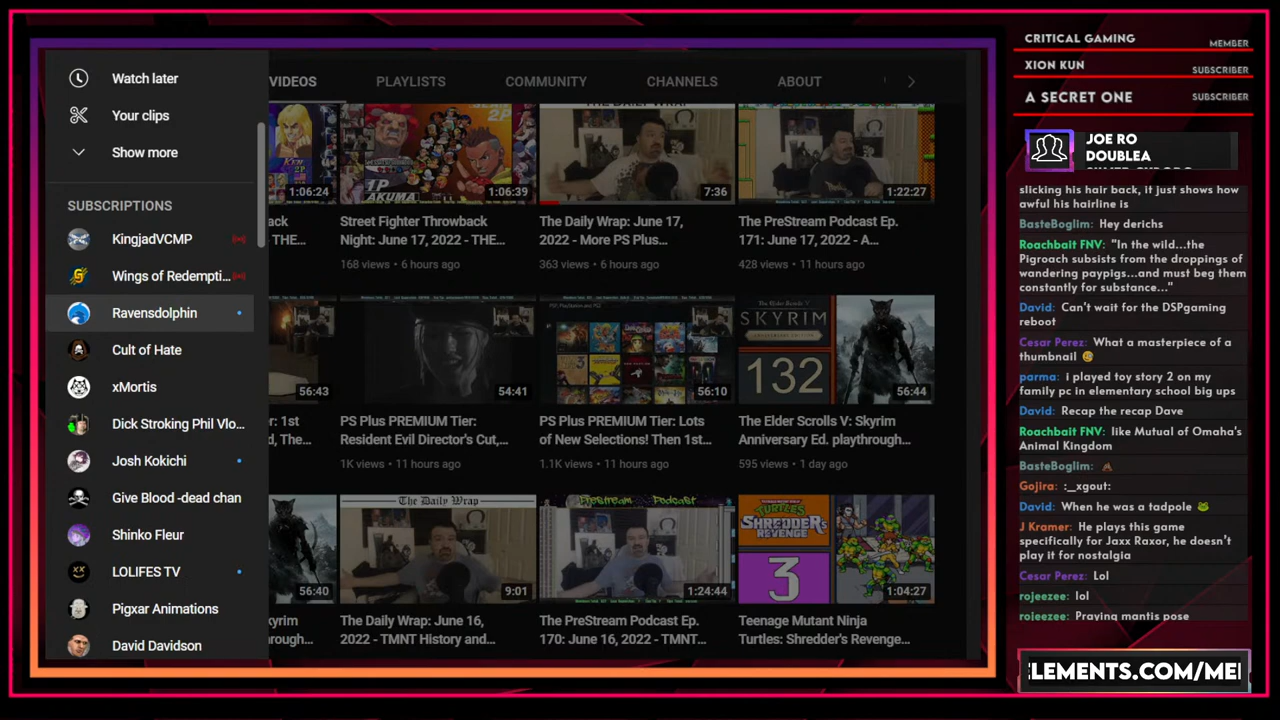 Watch later
Your clips
Show more
SUBSCRIPTIONS
KingjadVCMP
Wings of Redempti...
Ravensdolphin
Cult of Hate
xMortis
Dick Stroking Phil Vlo...
Josh Kokichi
Give Blood -dead chan
Shinko Fleur
LOLIFES TV
Pigxar Animations
David Davidson
VIDEOS
PLAYLISTS
COMMUNITY
CHANNELS
ABOUT
1:06:24
1:06:39
7:36
1:22:27
back
THE...
Street Fighter Throwback
Night: June 17, 2022 - THE...
168 views • 6 hours ago
The Daily Wrap: June 17,
2022 - More PS Plus...
363 views • 6 hours ago
The PreStream Podcast Ep.
171: June 17, 2022 - A...
428 views • 11 hours ago
SKYRIM
132
56:43
54:41
56:10
56:44
r: 1st
d, The...
PS Plus PREMIUM Tier:
Resident Evil Director's Cut,...
1K views • 11 hours ago
PS Plus PREMIUM Tier: Lots
of New Selections! Then 1st...
1.1K views • 11 hours ago
The Elder Scrolls V: Skyrim
Anniversary Ed. playthrough...
595 views • 1 day ago
The Daily Wrap
Prestream Podcast
TURTLES
SHREDDER'S
REVENGE
3
56:40
9:01
1:24:44
1:04:27
kyrim
hrough...
The Daily Wrap: June 16,
2022 - TMNT History and...
The PreStream Podcast Ep.
170: June 16, 2022 - TMNT...
Teenage Mutant Ninja
Turtles: Shredder's Revenge...
CRITICAL GAMING
MEMBER
XION KUN
SUBSCRIBER
A SECRET ONE
SUBSCRIBER
JOE RO
DOUBLEA
slicking his hair back, it just shows how
awful his hairline is
BasteBoglim: Hey derichs
Roachbait FNV: "In the wild...the
Pigroach subsists from the droppings of
wandering paypigs...and must beg them
constantly for substance..."
David: Can't wait for the DSPgaming
reboot
Cesar Perez: What a masterpiece of a
thumbnail
parma: i played toy story 2 on my
family pc in elementary school big ups
David: Recap the recap Dave
Roachbait FNV: like Mutual of Omaha's
Animal Kingdom
BasteBoglim:
Gojira: :_xgout:
David: When he was a tadpole 🐸
J Kramer: He plays this game
specifically for Jaxx Raxor, he doesn't
play it for nostalgia
Cesar Perez: Lol
rojeezee: lol
rojeezee: Praying mantis pose
LEMENTS.COM/ME